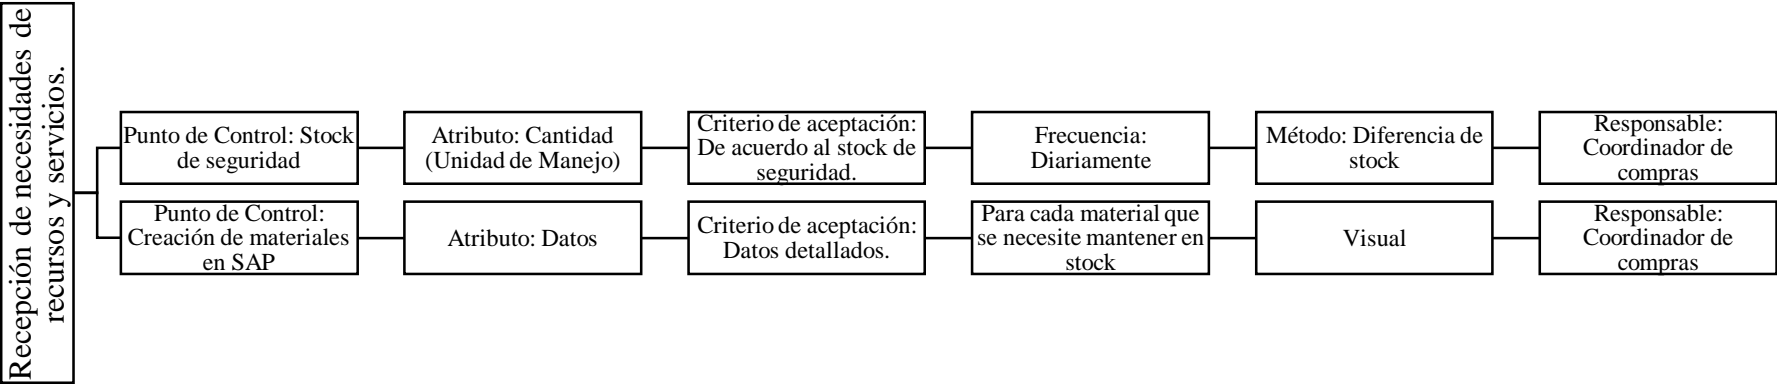 Recepción de necesidades de
recursos y servicios.
Punto de Control: Stock
de seguridad
Atributo: Cantidad
(Unidad de Manejo)
Criterio de aceptación:
De acuerdo al stock de
seguridad.
Frecuencia:
Diariamente
Método: Diferencia de
stock
Responsable:
Coordinador de
compras
Punto de Control:
Creación de materiales
en SAP
Atributo: Datos
Criterio de aceptación:
Datos detallados.
Para cada material que
se necesite mantener en
stock
Visual
Responsable:
Coordinador de
compras